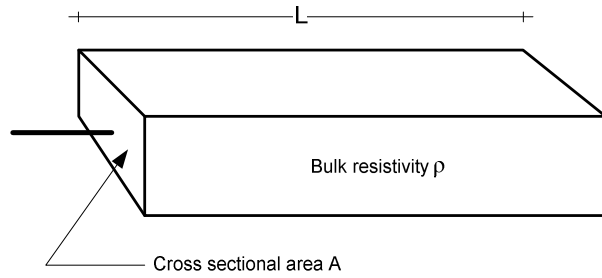 L
Bulk resistivity ρ
Cross sectional area A